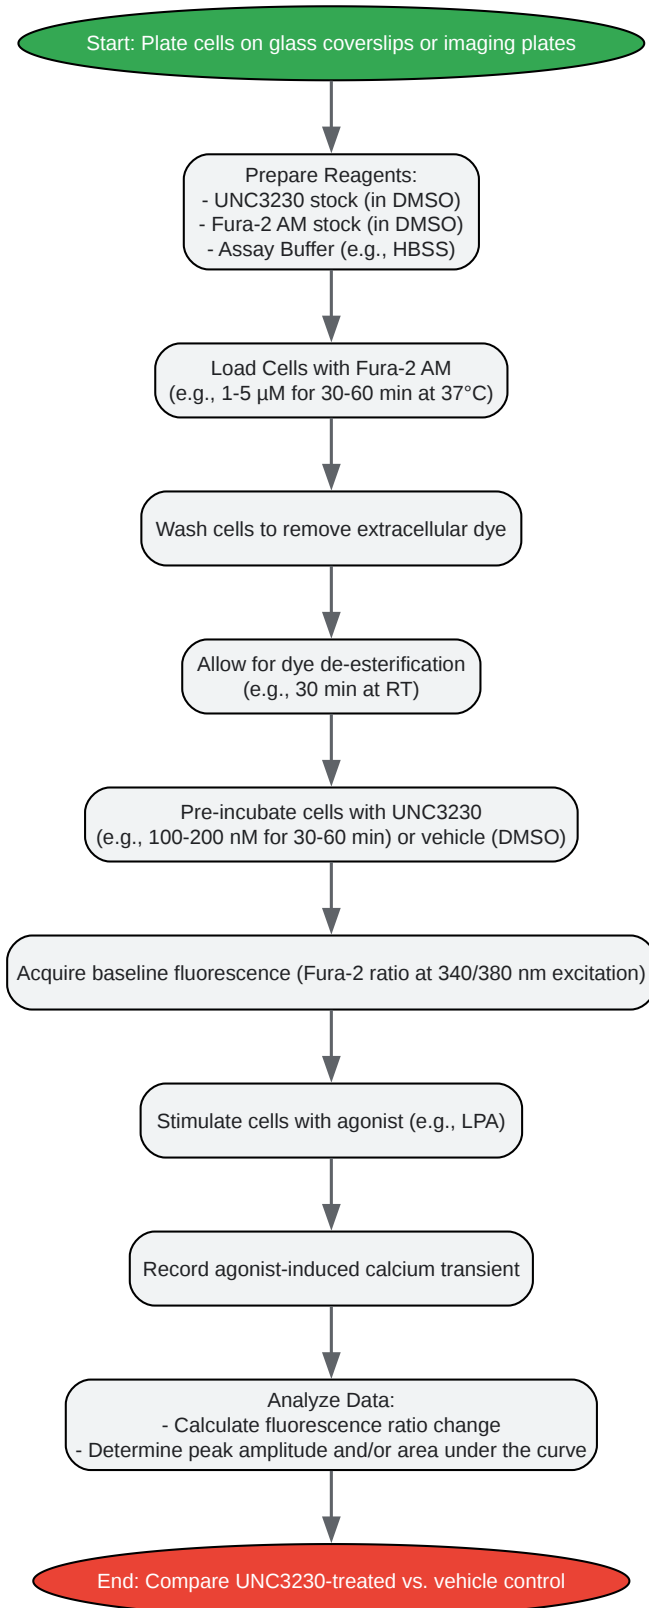 Start: Plate cells on glass coverslips or imaging plates
Prepare Reagents:
- UNC3230 stock (in DMSO)
- Fura-2 AM stock (in DMSO)
- Assay Buffer (e.g., HBSS)
Load Cells with Fura-2 AM
(e.g., 1-5 µM for 30-60 min at 37°C)
Wash cells to remove extracellular dye
Allow for dye de-esterification
(e.g., 30 min at RT)
Pre-incubate cells with UNC3230
(e.g., 100-200 nM for 30-60 min) or vehicle (DMSO)
Acquire baseline fluorescence (Fura-2 ratio at 340/380 nm excitation)
Stimulate cells with agonist (e.g., LPA)
Record agonist-induced calcium transient
Analyze Data:
- Calculate fluorescence ratio change
- Determine peak amplitude and/or area under the curve
End: Compare UNC3230-treated vs. vehicle control